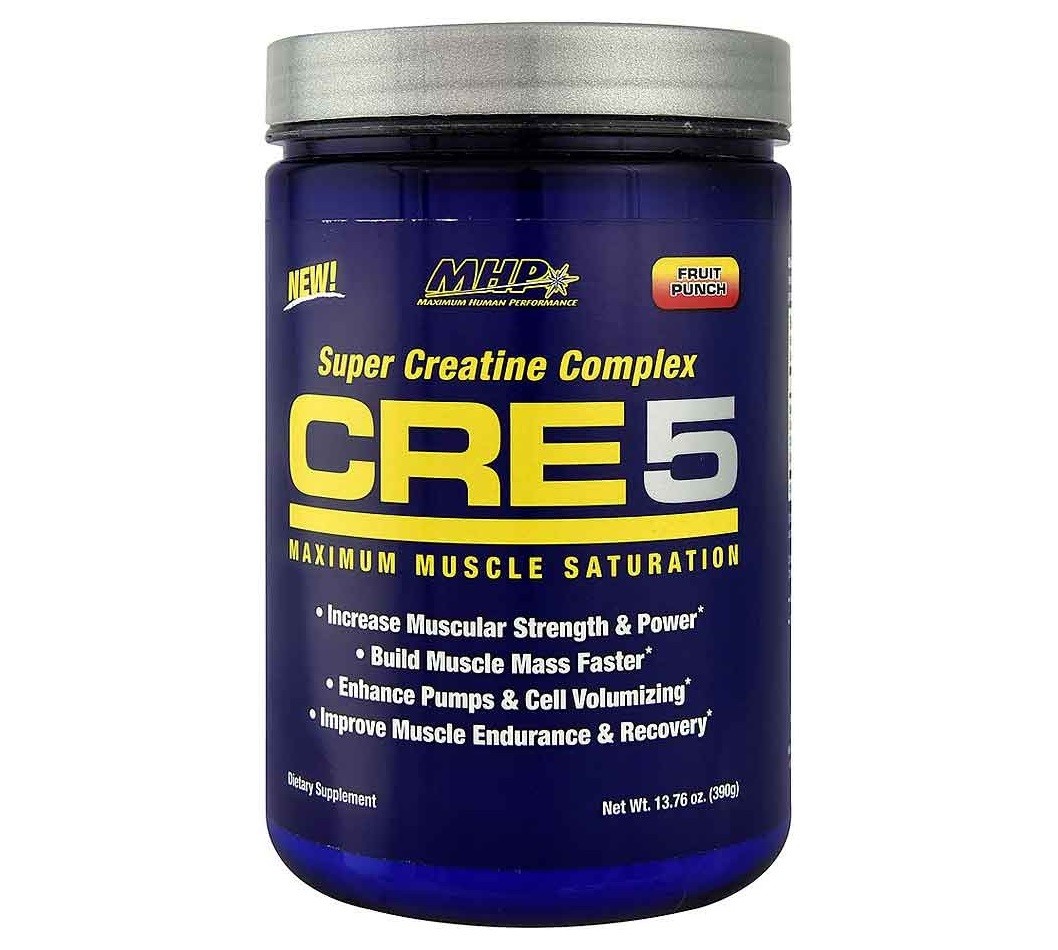 NEW!
MHP
MAXIMUM HUMAN PERFORMANCE
FRUIT
PUNCH
Super Creatine Complex
CRE5
MAXIMUM MUSCLE SATURATION
• Increase Muscular Strength & Power*
• Build Muscle Mass Faster*
• Enhance Pumps & Cell Volumizing*
• Improve Muscle Endurance & Recovery*
Dietary Supplement
Net Wt. 13.76 oz. (390g)